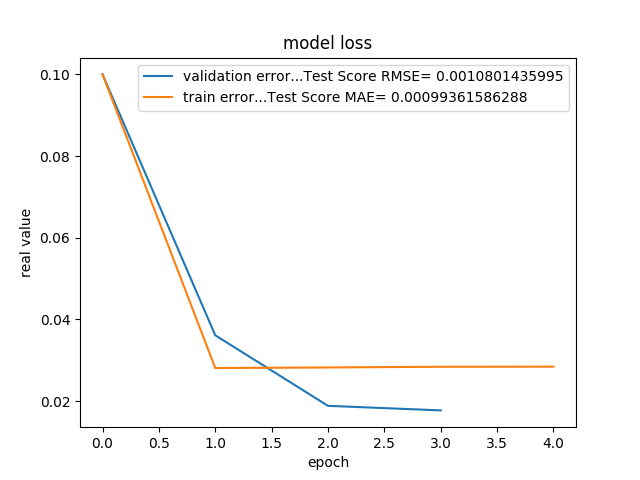 model loss
validation error...Test Score RMSE= 0.0010801435995
train error...Test Score MAE= 0.00099361586288
real value
0.10
0.08
0.06
0.04
0.02
0.0 0.5 1.0 1.5 2.0 2.5 3.0 3.5 4.0
epoch